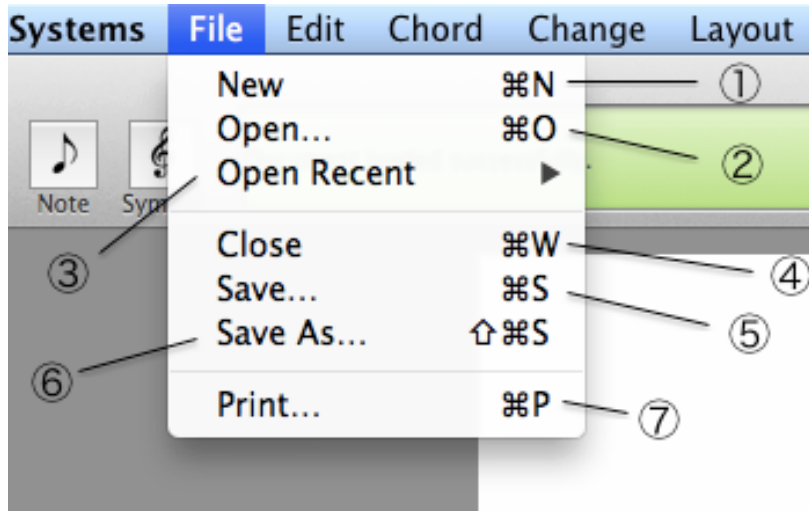 Systems File Edit Chord Change Layout
New ⌘N ①
Open... ⌘O ②
Open Recent ▶
Note
③
Close ⌘W ④
Save... ⌘S ⑤
Save As... ⇧⌘S
⑥
Print... ⌘P ⑦